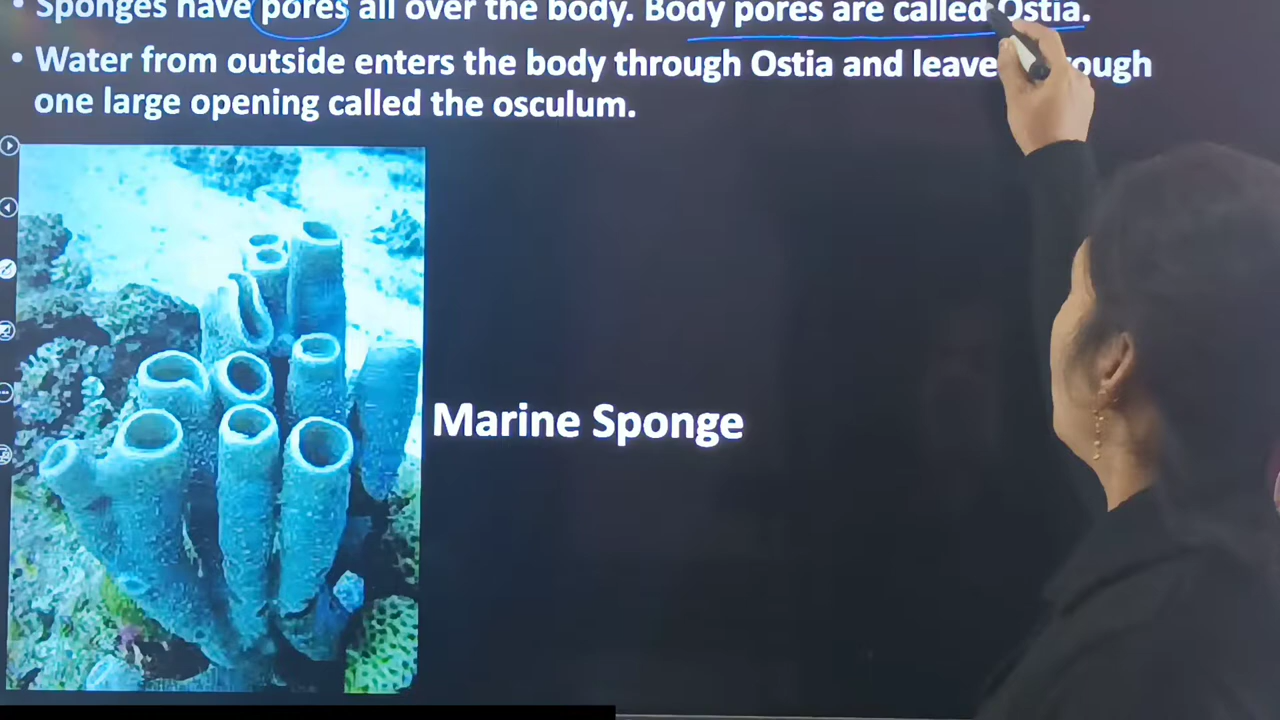 • Sponges have pores all over the body. Body pores are called Ostia.
• Water from outside enters the body through Ostia and leave
one large opening called the osculum.
Marine Sponge